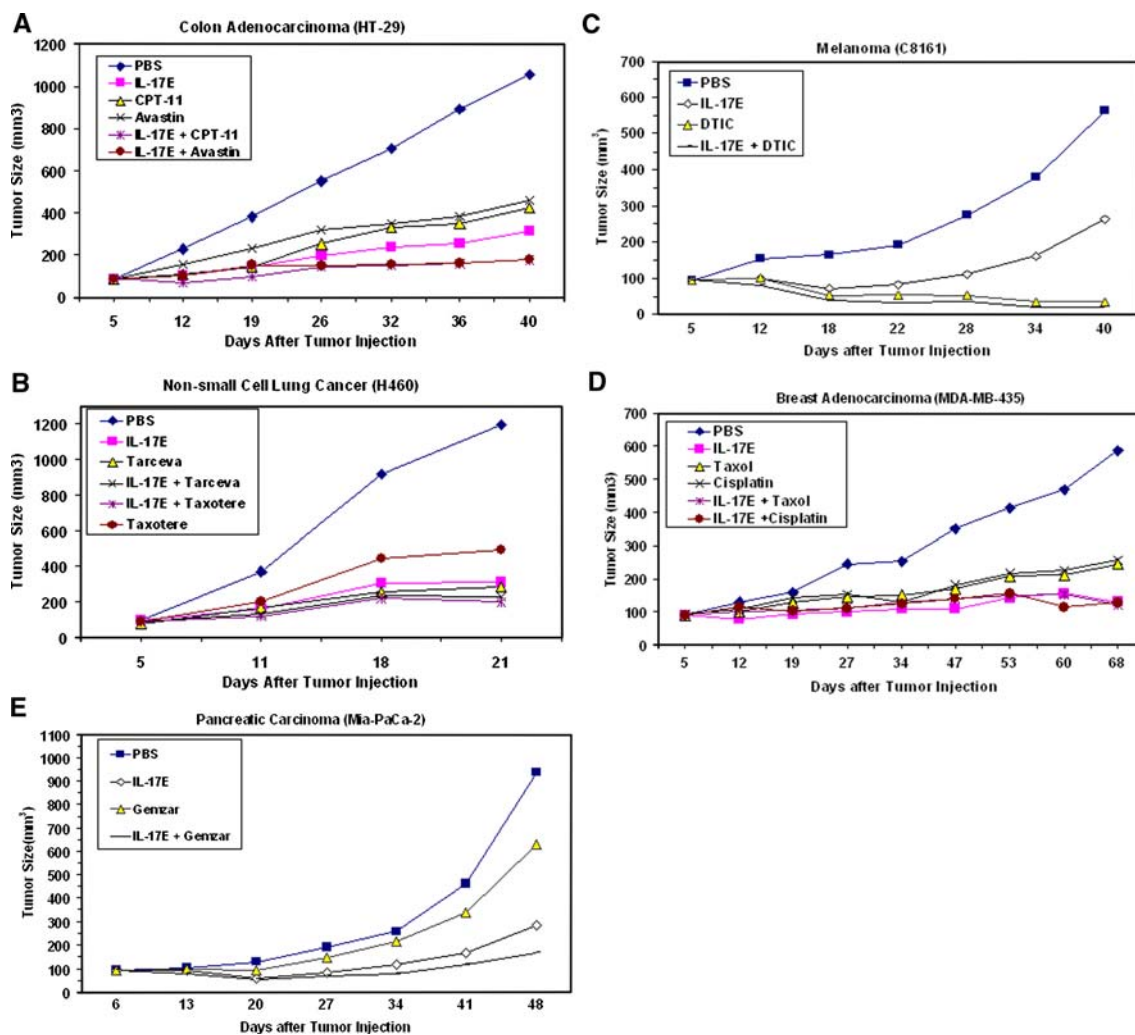 A
Colon Adenocarcinoma (HT-29)
Tumor Size (mm3)
1200
1000
800
600
400
200
0
PBS
IL-17E
CPT-11
Avastin
IL-17E + CPT-11
IL-17E + Avastin
5 12 19 26 32 36 40
Days After Tumor Injection
C
Melanoma (C8161)
Tumor Size (mm³)
700
600
500
400
300
200
100
0
PBS
IL-17E
DTIC
IL-17E + DTIC
5 12 18 22 28 34 40
Days after Tumor Injection
B
Non-small Cell Lung Cancer (H460)
Tumor Size (mm3)
1200
1000
800
600
400
200
0
PBS
IL-17E
Tarceva
IL-17E + Tarceva
IL-17E + Taxotere
Taxotere
5 11 18 21
Days After Tumor Injection
D
Breast Adenocarcinoma (MDA-MB-435)
Tumor Size (mm3)
700
600
500
400
300
200
100
0
PBS
IL-17E
Taxol
Cisplatin
IL-17E + Taxol
IL-17E +Cisplatin
5 12 19 27 34 47 53 60 68
Days after Tumor Injection
E
Pancreatic Carcinoma (Mia-PaCa-2)
Tumor Size(mm³)
1100
1000
900
800
700
600
500
400
300
200
100
0
PBS
IL-17E
Gemzar
IL-17E + Gemzar
6 13 20 27 34 41 48
Days after Tumor Injection